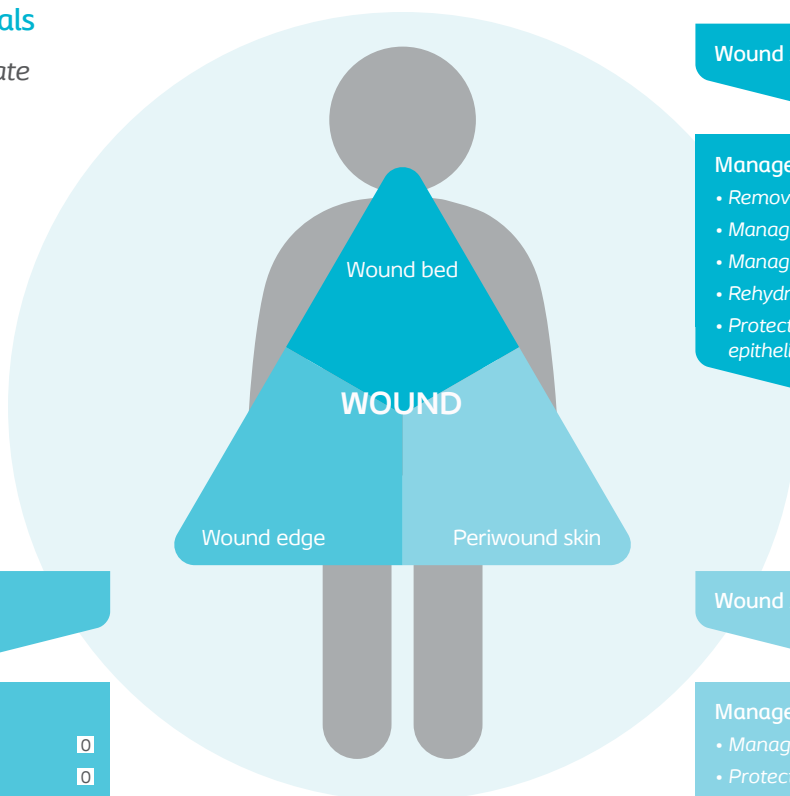 als
ate
Wound
Manage
• Remov
• Manag
• Manag
• Rehydr
• Protect
epitheli
Wound bed
WOUND
Wound edge
Periwound skin
0
0
Wound
Manage
• Manag
• Protect